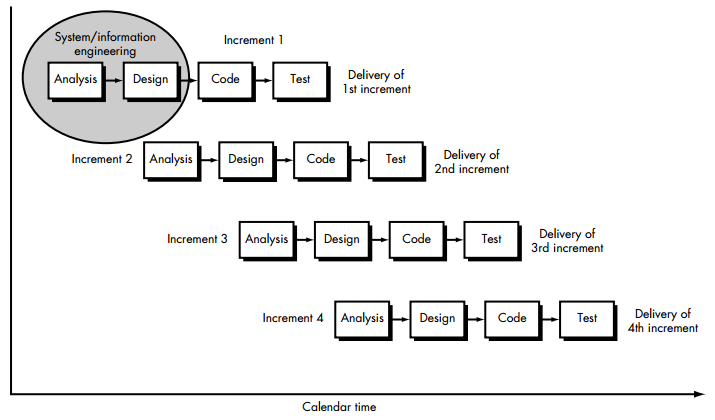 System/information
engineering
Increment 1
Analysis
Design
Code
Test
Delivery of
1st increment
Increment 2
Analysis
Design
Code
Test
Delivery of
2nd increment
Increment 3
Analysis
Design
Code
Test
Delivery of
3rd increment
Increment 4
Analysis
Design
Code
Test
Delivery of
4th increment
Calendar time